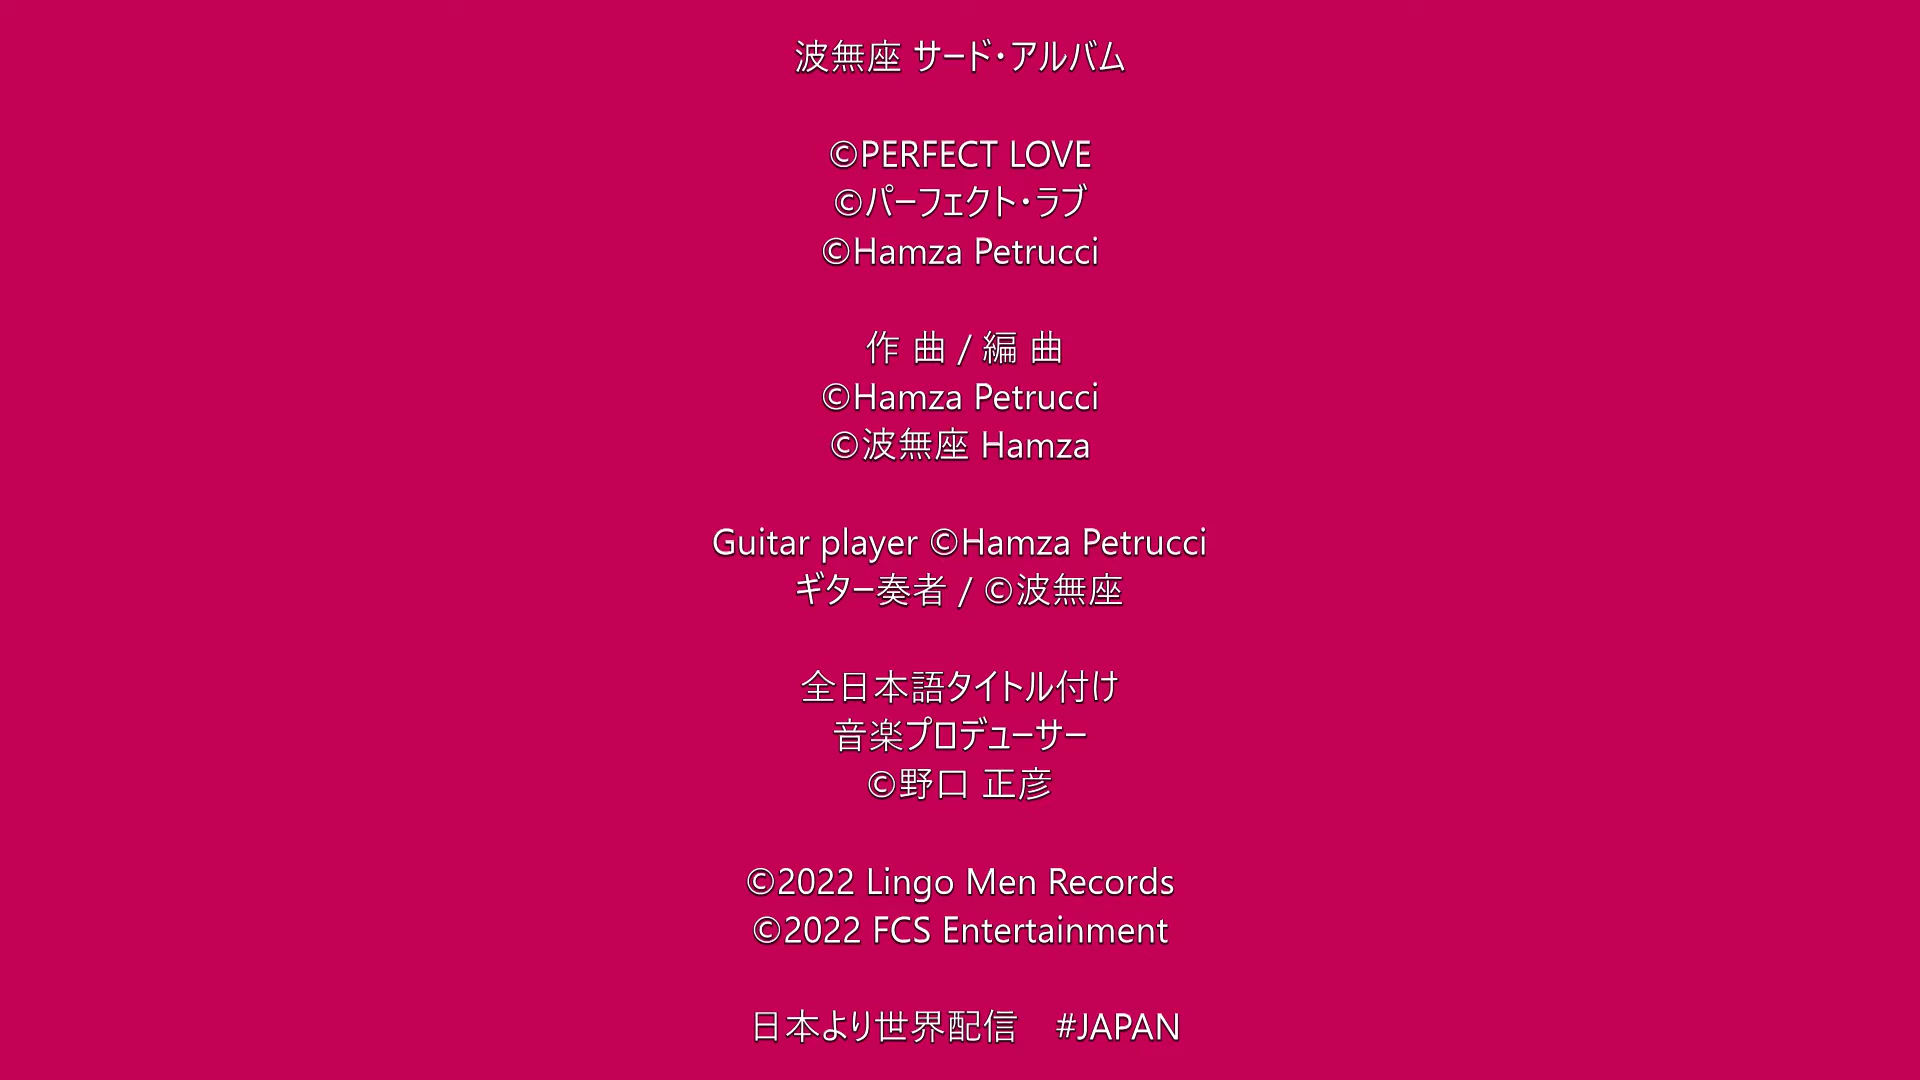 波無座 サード・アルバム
©PERFECT LOVE
©パーフェクト・ラブ
©Hamza Petrucci
作 曲 / 編 曲
©Hamza Petrucci
©波無座 Hamza
Guitar player ©Hamza Petrucci
ギター奏者 / ©波無座
全日本語タイトル付け
音楽プロデューサー
©野口 正彦
©2022 Lingo Men Records
©2022 FCS Entertainment
日本より世界配信　#JAPAN